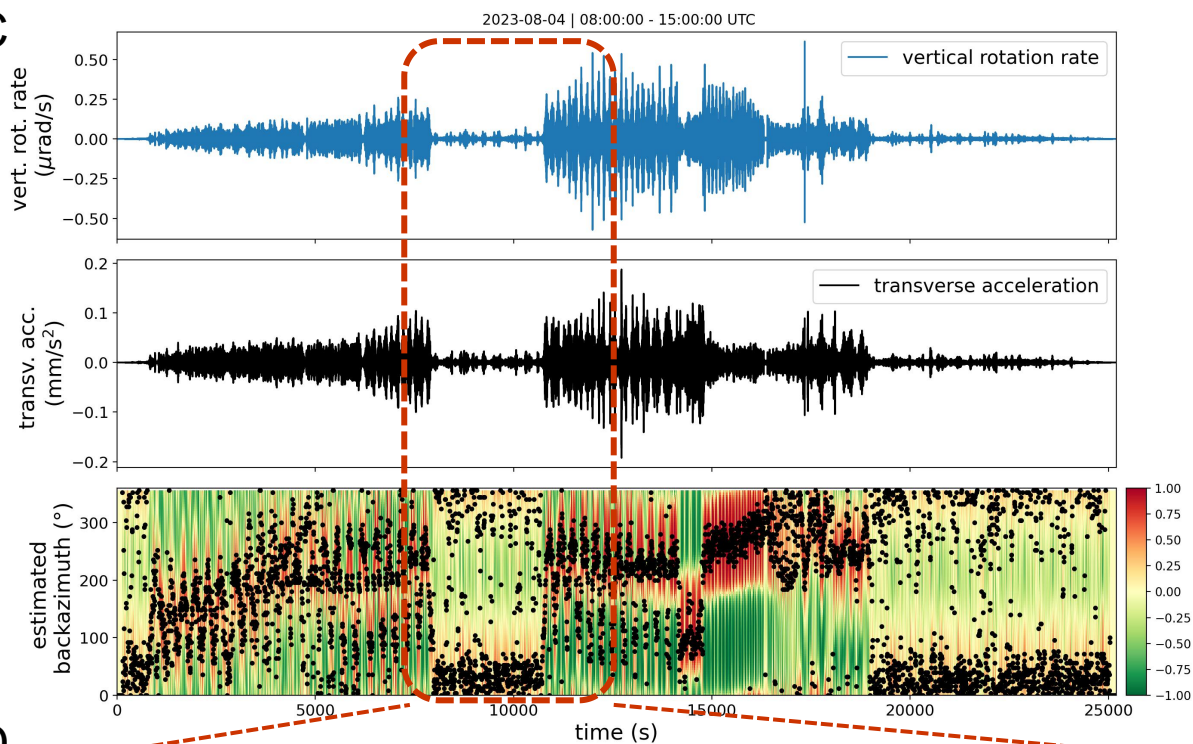 C
2023-08-04 | 08:00:00 - 15:00:00 UTC
vert. rot. rate
(μrad/s)
0.50
0.25
0.00
−0.25
−0.50
vertical rotation rate
transv. acc.
(mm/s²)
0.2
0.1
0.0
−0.1
−0.2
transverse acceleration
estimated
backazimuth (°)
300
200
100
0
1.00
0.75
0.50
0.25
0.00
−0.25
−0.50
−0.75
−1.00
0 5000 10000 15000 20000 25000
time (s)